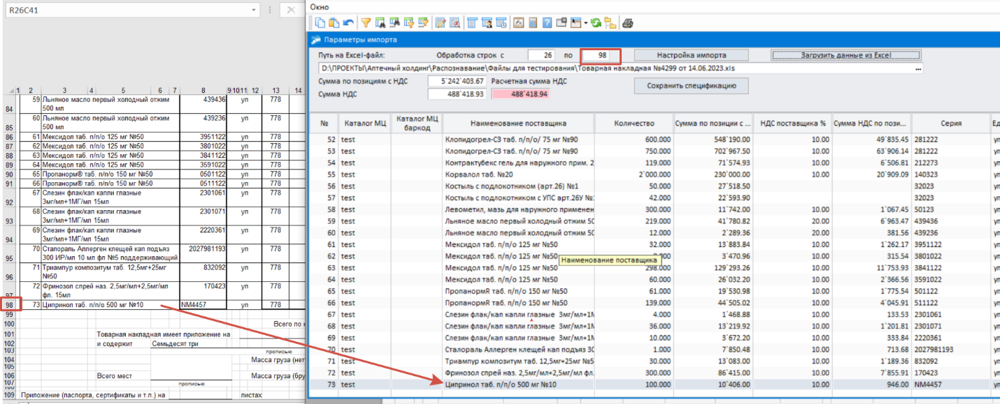 R26C41
1 2 3 4 5 6 7 8 9 10 11 12 13 14
84 59 Льняное масло первый холодный отжим 500 мл 439436 уп 778
85 60 Льняное масло первый холодный отжим 500 мл 439236 уп 778
86 61 Мексидол таб. п/п/о 125 мг №50 3951122 уп 778
87 62 Мексидол таб. п/п/о 125 мг №50 3801022 уп 778
88 63 Мексидол таб. п/п/о 125 мг №50 3841122 уп 778
89 64 Мексидол таб. п/п/о 125 мг №50 3591022 уп 778
90 65 Пропанорм® таб. п/п/о 150 мг №50 0501122 уп 778
91 66 Пропанорм® таб. п/п/о 150 мг №50 0511122 уп 778
92 67 Слезин флак/кап капли глазные 3мг/мл+1МГ/мл 15мл 2301061 уп 778
93 68 Слезин флак/кап капли глазные 3мг/мл+1МГ/мл 15мл 2301071 уп 778
94 69 Слезин флак/кап капли глазные 3мг/мл+1МГ/мл 15мл 2220361 уп 778
95 70 Сталораль Аллерген клещей кап подъяз 300 ИР/мл 10 мл фл №5 поддерживающий 2027981193 уп 778
96 71 Триампур композитум таб. 12,5мг+25мг №50 832092 уп 778
97 72 Фринозол спрей наз. 2,5мг/мл+2,5мг/мл фл. 15мл 170423 уп 778
98 73 Ципринол таб. п/п/о 500 мг №10 NM4457 уп 778
99
100 Всего по н
101 Товарная накладная имеет приложение на
102 и содержит Семьдесят три
103 прописью
104 Масса груза (нет
105
106 Всего мест Масса груза (бру
107 прописью
108
109 Приложение (паспорта, сертификаты и т.п.) на листах
Окно
Параметры импорта
Путь на Excel-файл: Обработка строк с 26 по 98 Настройка импорта Загрузить данные из Excel
D:\ПРОЕКТЫ\Аптечный холдинг\Распознавание\Файлы для тестирования\Товарная накладная №4299 от 14.06.2023.xls ...
Сумма по позициям с НДС 5`242`403.67 Расчетная сумма НДС Сохранить спецификацию
Сумма НДС 488`418.93 488`418.94
№ Каталог МЦ Каталог МЦ баркод Наименование поставщика Количество Сумма по позиции с ... НДС поставщика % Сумма НДС по пози... Серия Ед
52 test Клопидогрел-СЗ таб. п/п/о/ 75 мг №90 600.000 548`190.00 10.00 49`835.45 281222 уп
53 test Клопидогрел-СЗ таб. п/п/о/ 75 мг №90 750.000 702`967.50 10.00 63`906.14 281222 уп
54 test Контрактубекс гель для наружного прим. 2 119.000 71`574.93 10.00 6`506.81 212273 уп
55 test Корвалол таб. №20 2`000.000 230`000.00 10.00 20`909.09 140323 уп
56 test Костыль с подлокотником (арт.26) №1 50.000 27`518.50 32023 уп
57 test Костыль с подлокотником с УПС арт.26У №: 42.000 22`593.90 32023 уп
58 test Левометил, мазь для наружного применен 300.000 11`742.00 10.00 1`067.45 50123 уп
59 test Льняное масло первый холодный отжим 50 219.000 41`780.82 20.00 6`963.47 439436 уп
60 test Льняное масло первый холодный отжим 50 12.000 2`289.36 20.00 381.56 439236 уп
61 test Мексидол таб. п/п/о 125 мг №50 32.000 13`883.84 10.00 1`262.17 3951122 уп
62 test Мексидол таб. п/п/о 125 мг №50 3`470.96 10.00 315.54 3801022 уп
Наименование поставщика
63 test Мексидол таб. п/п/о 125 мг №50 298.000 129`293.26 10.00 11`753.93 3841122 уп
64 test Мексидол таб. п/п/о 125 мг №50 60.000 26`032.20 10.00 2`366.56 3591022 уп
65 test ПропанормR таб. п/п/о 150 мг №50 61.000 19`530.98 10.00 1`775.54 501122 уп
66 test ПропанормR таб. п/п/о 150 мг №50 139.000 44`505.02 10.00 4`045.91 511122 уп
67 test Слезин флак/кап капли глазные 3мг/мл+1М 4.000 1`468.88 10.00 133.53 2301061 уп
68 test Слезин флак/кап капли глазные 3мг/мл+1М 36.000 13`219.92 10.00 1`201.81 2301071 уп
69 test Слезин флак/кап капли глазные 3мг/мл+1М 10.000 3`672.20 10.00 333.84 2220361 уп
70 test Сталораль Аллерген клещей кап подъяз 30 1.000 7`850.48 10.00 713.68 2027981193 уп
71 test Триампур композитум таб. 12,5мг+25мг №5 30.000 13`083.00 10.00 1`189.36 832092 уп
72 test Фринозол спрей наз. 2,5мг/мл+2,5мг/мл фл. 300.000 86`415.00 10.00 7`855.91 170423 уп
73 test Ципринол таб. п/п/о 500 мг №10 100.000 10`406.00 10.00 946.00 NM4457 уп